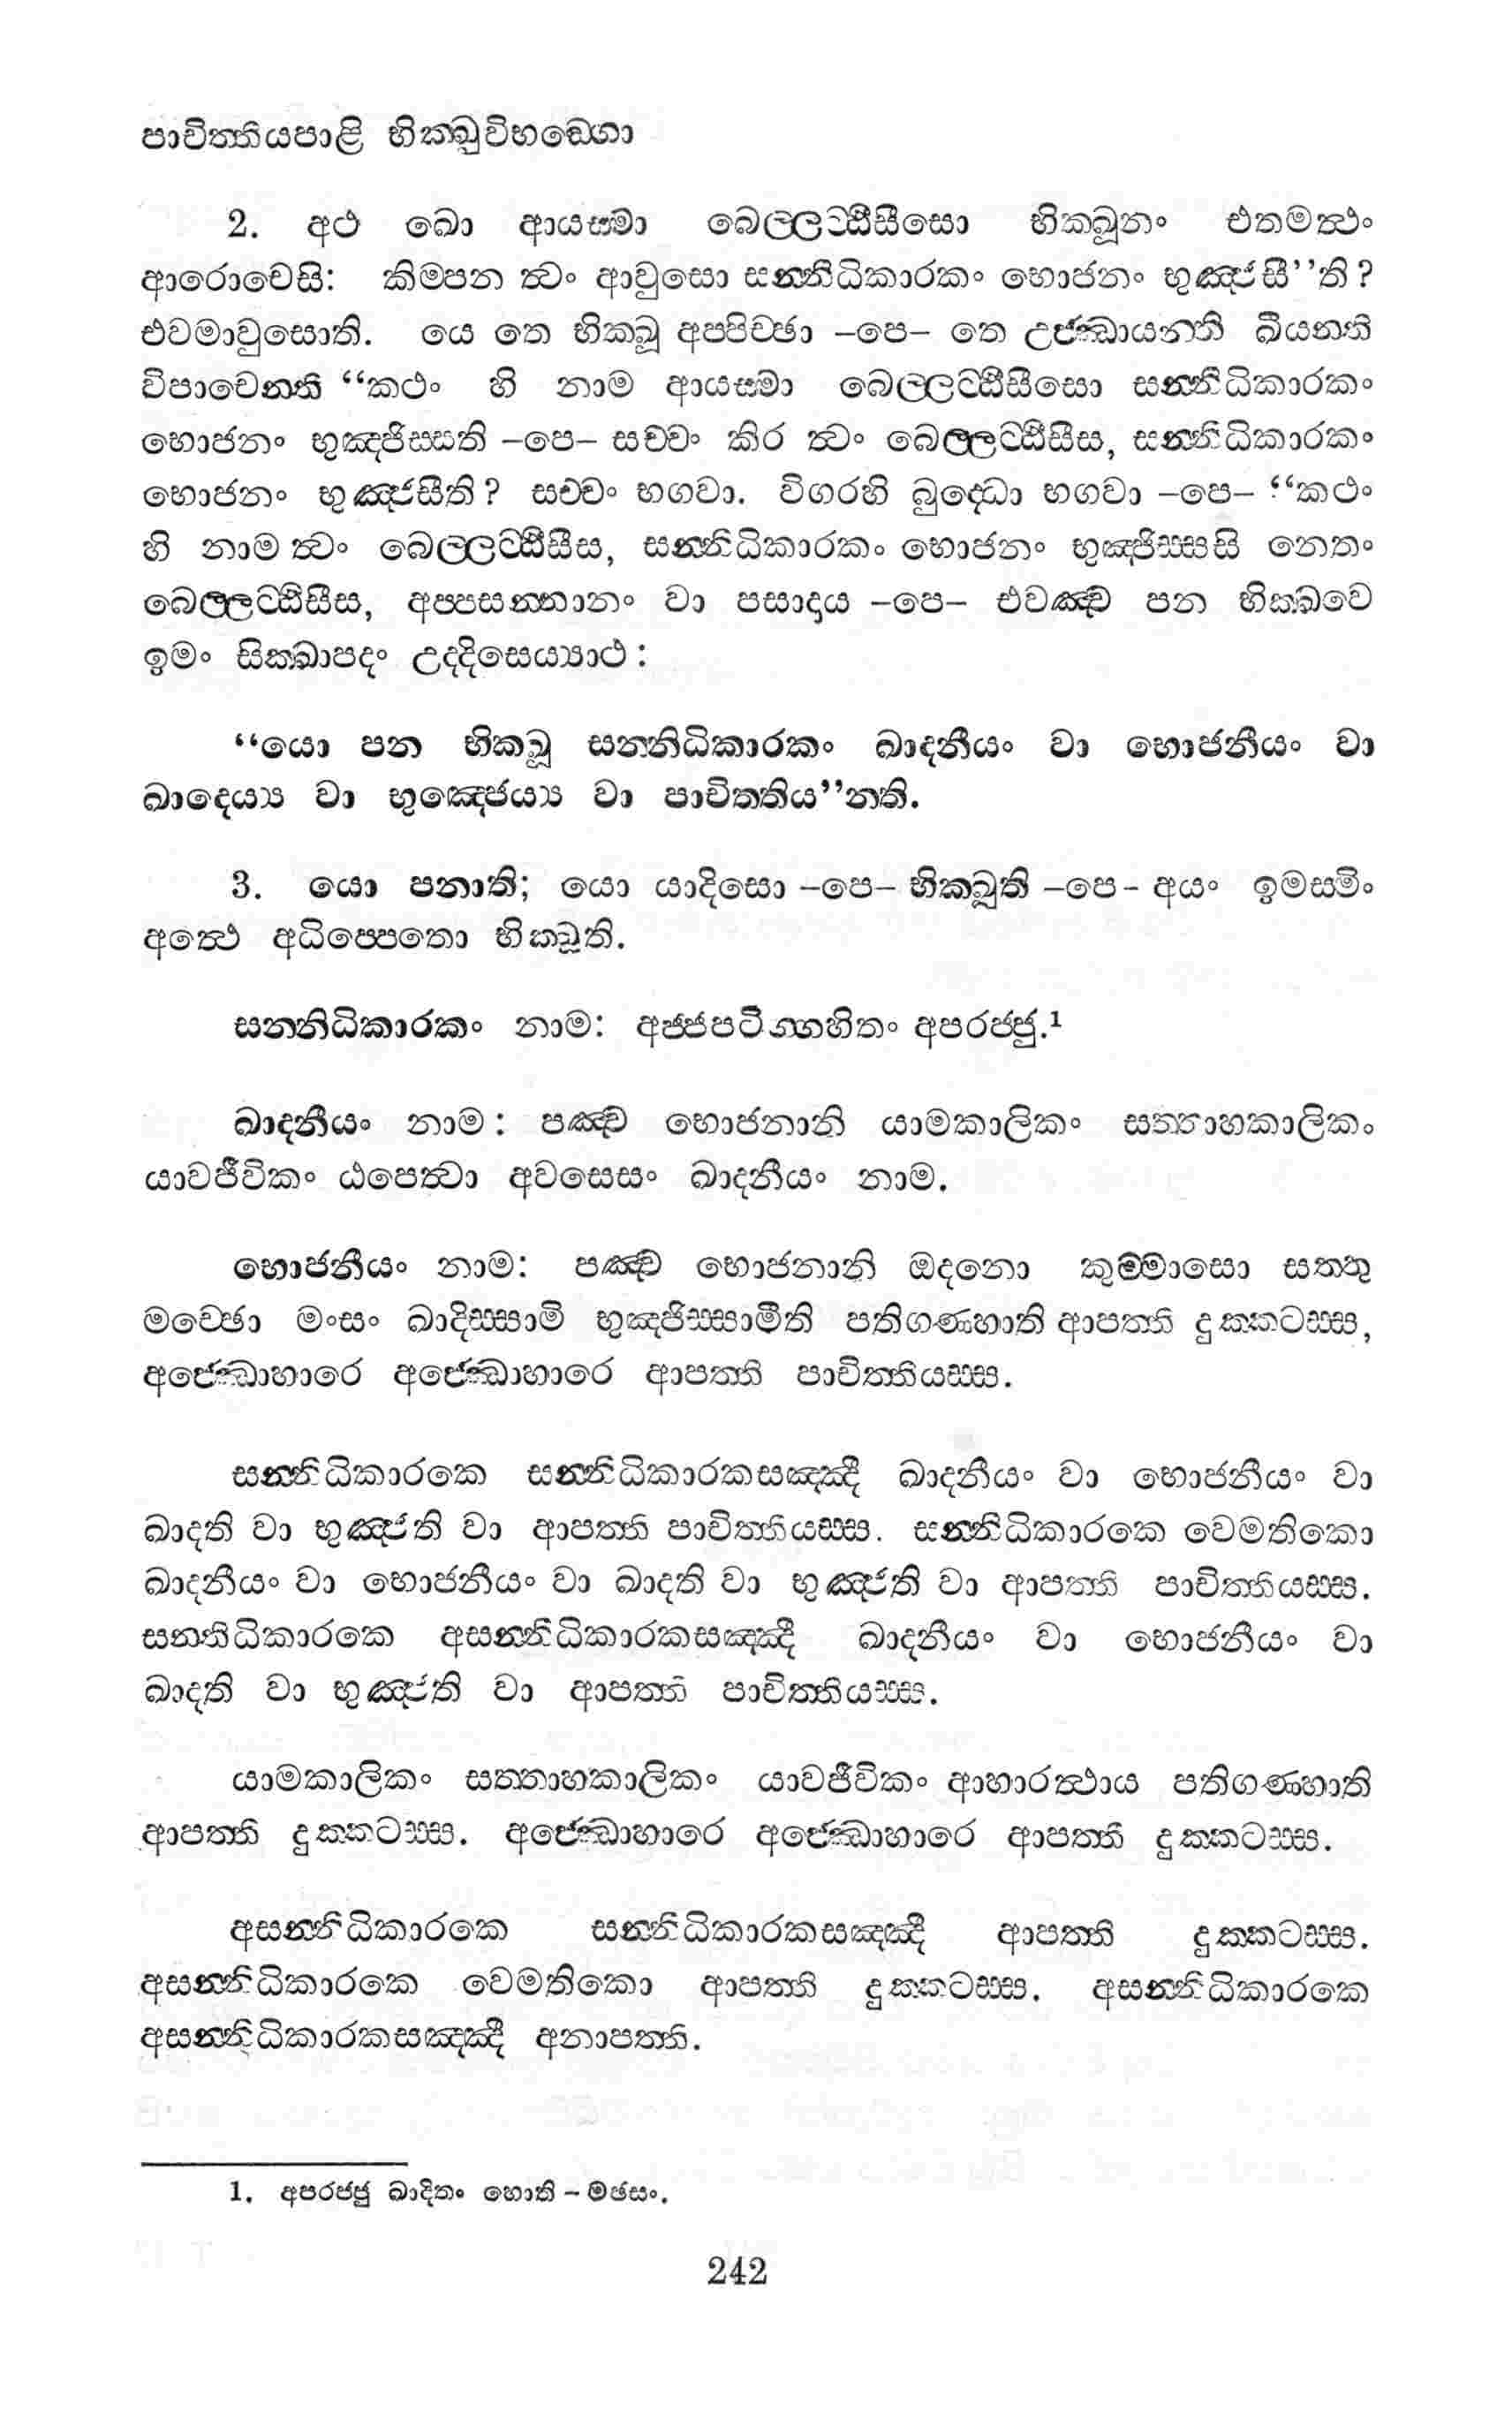 පාචිත්තියපාළි භික්ඛුවිභඞ්ගො
2. අථ ඛො ආයස්මා බෙල්ලට්ඨිසීසො භික්ඛූනං එතමත්ථං
ආරොචෙසි: කිම්පන ත්වං ආවුසො සන්නිධිකාරකං භොජනං භුඤ්ජසී’’ති?
එවමාවුසොති. යෙ තෙ භික්ඛූ අප්පිච්ඡා –පෙ– තෙ උජ්ඣායන්ති ඛීයන්ති
විපාචෙන්ති “කථං හි නාම ආයස්මා බෙල්ලට්ඨිසීසො සන්නිධිකාරකං
භොජනං භුඤ්ජිස්සති –පෙ– සච්චං කිර ත්වං බෙල්ලට්ඨිසීස, සන්නිධිකාරකං
භොජනං භුඤ්ජසීති? සච්චං භගවා. විගරහි බුද්ධො භගවා –පෙ– “කථං
හි නාම ත්වං බෙල්ලට්ඨිසීස, සන්නිධිකාරකං භොජනං භුඤ්ජිස්සසි නෙතං
බෙල්ලට්ඨිසීස, අප්පසන්නානං වා පසාදාය –පෙ– එවඤ්ච පන භික්ඛවෙ
ඉමං සික්ඛාපදං උද්දිසෙය්‍යාථ:
“යො පන භික්ඛූ සන්නිධිකාරකං ඛාදනීයං වා භොජනීයං වා
ඛාදෙය්‍ය වා භුඤ්ජෙය්‍ය වා පාචිත්තිය”න්ති.
3. යො පනාති; යො යාදිසො –පෙ– භික්ඛූති –පෙ– අයං ඉමස්මිං
අත්ථෙ අධිප්පෙතො භික්ඛූති.
සන්නිධිකාරකං නාම: අජ්ජපටිග්ගහිතං අපරජ්ජු.¹
ඛාදනීයං නාම: පඤ්ච භොජනානි යාමකාලිකං සත්තාහකාලිකං
යාවජීවිකං ඨපෙත්වා අවසෙසං ඛාදනීයං නාම.
භොජනීයං නාම: පඤ්ච භොජනානි ඔදනො කුම්මාසො සත්තු
මච්ඡො මංසං ඛාදිස්සාමි භුඤ්ජිස්සාමීති පතිගණ්හාති ආපත්ති දුක්කටස්ස,
අජ්ඣොහාරෙ අජ්ඣොහාරෙ ආපත්ති පාචිත්තියස්ස.
සන්නිධිකාරකෙ සන්නිධිකාරකසඤ්ඤී ඛාදනීයං වා භොජනීයං වා
ඛාදති වා භුඤ්ජති වා ආපත්ති පාචිත්තියස්ස. සන්නිධිකාරකෙ වෙමතිකො
ඛාදනීයං වා භොජනීයං වා ඛාදති වා භුඤ්ජති වා ආපත්ති පාචිත්තියස්ස.
සන්නිධිකාරකෙ අසන්නිධිකාරකසඤ්ඤී ඛාදනීයං වා භොජනීයං වා
ඛාදති වා භුඤ්ජති වා ආපත්ති පාචිත්තියස්ස.
යාමකාලිකං සත්තාහකාලිකං යාවජීවිකං ආහාරත්ථාය පතිගණ්හාති
ආපත්ති දුක්කටස්ස. අජ්ඣොහාරෙ අජ්ඣොහාරෙ ආපත්ති දුක්කටස්ස.
අසන්නිධිකාරකෙ සන්නිධිකාරකසඤ්ඤී ආපත්ති දුක්කටස්ස.
අසන්නිධිකාරකෙ වෙමතිකො ආපත්ති දුක්කටස්ස. අසන්නිධිකාරකෙ
අසන්නිධිකාරකසඤ්ඤී අනාපත්ති.
1. අපරජ්ජු ඛාදිතං හොති – මඡසං.
242